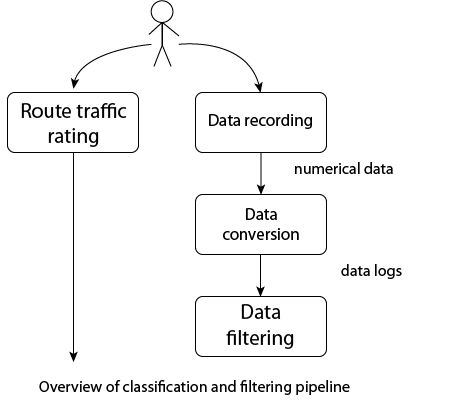 Route traffic
rating
Data recording
numerical data
Data
conversion
data logs
Data
filtering
Overview of classification and filtering pipeline